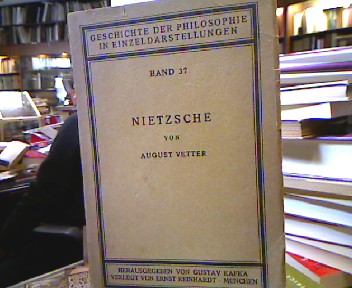 GESCHICHTE DER PHILOSOPHIE
IN EINZELDARSTELLUNGEN
BAND 37
NIETZSCHE
VON
AUGUST VETTER
HERAUSGEGEBEN VON GUSTAV KAFKA
VERLEGT VON ERNST REINHARDT · MÜNCHEN